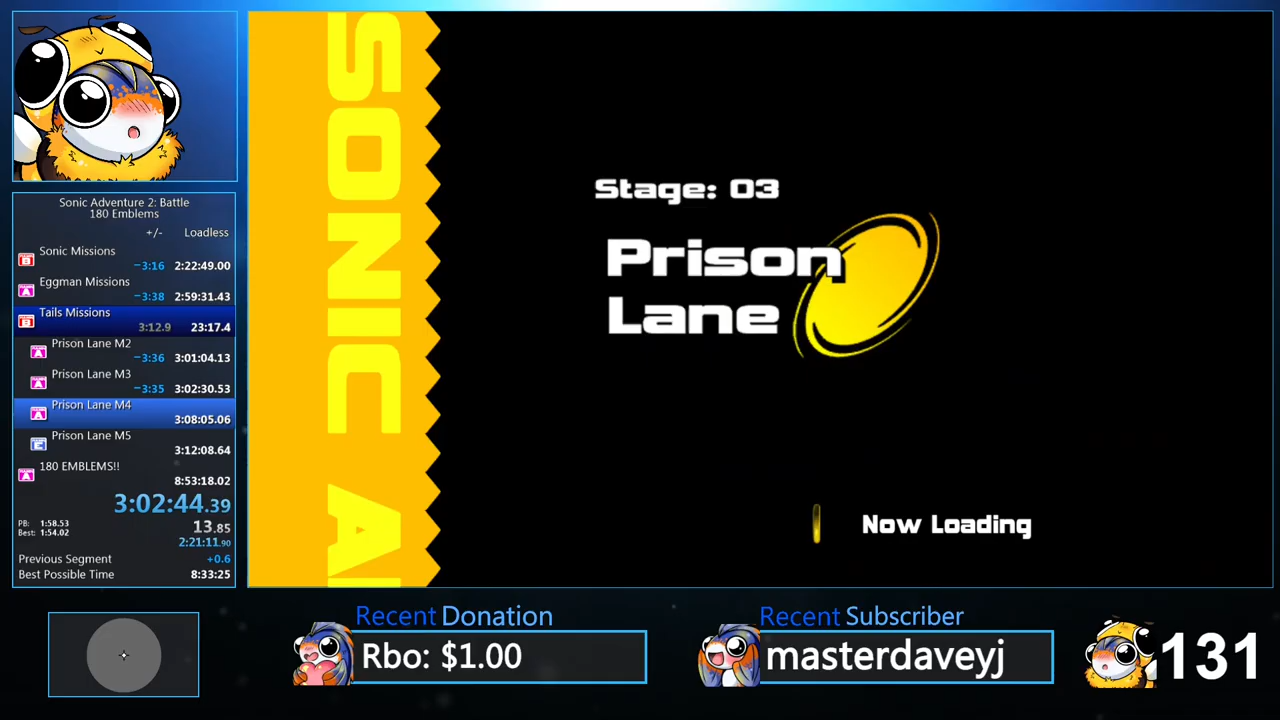 SONIC A
Stage: 03
Prison
Lane
Now Loading
Sonic Adventure 2: Battle
180 Emblems
+/- Loadless
Sonic Missions
-3:16 2:22:49.00
Eggman Missions
-3:38 2:59:31.43
Tails Missions
3:12.9 23:17.4
Prison Lane M2
-3:36 3:01:04.13
Prison Lane M3
-3:35 3:02:30.53
Prison Lane M4
3:08:05.06
Prison Lane M5
3:12:08.64
180 EMBLEMS!!
8:53:18.02
3:02:44.39
PB: 1:58.53
Best: 1:54.02
13.85
2:21:11.90
Previous Segment +0.6
Best Possible Time 8:33:25
Recent Donation
Rbo: $1.00
Recent Subscriber
masterdaveyj
131